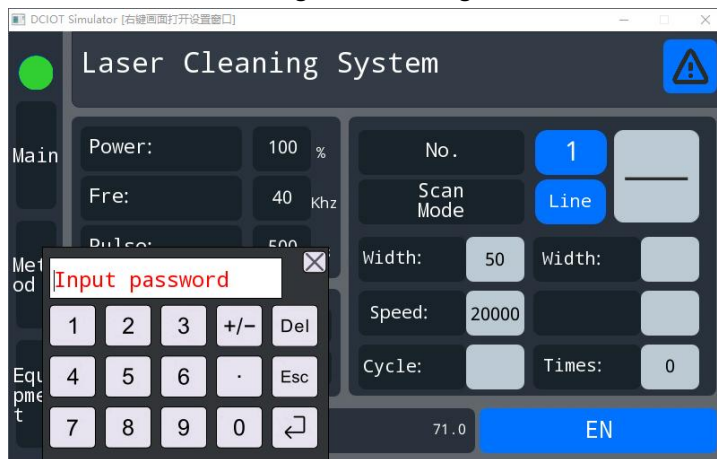 DCIOT Simulator [右键画面打开设置窗口]
Laser Cleaning System
Main
Power:
100 %
Fre:
40 Khz
Pulse:
500
No.
1
Scan
Mode
Line
Met
od
Input password
Width:
50
Width:
1 2 3 +/- Del
Speed:
20000
4 5 6 . Esc
Cycle:
Times:
0
Equ
pme
t
7 8 9 0
71.0
EN